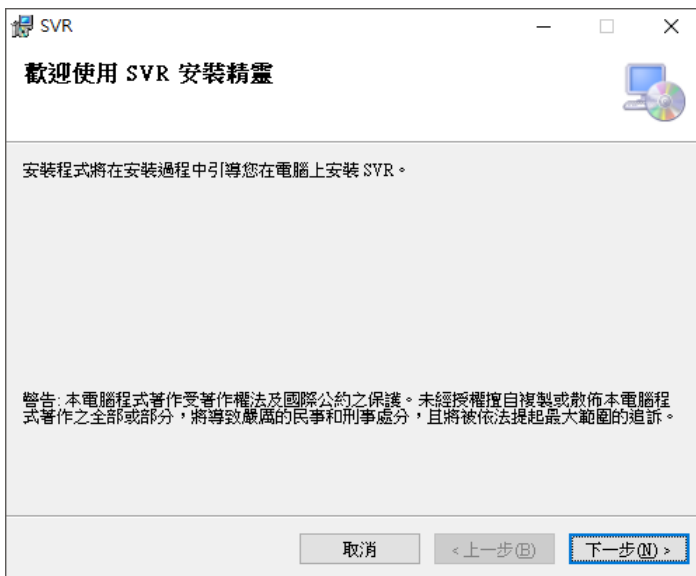 SVR
歡迎使用 SVR 安裝精靈
安裝程式將在安裝過程中引導您在電腦上安裝 SVR。
警告: 本電腦程式著作受著作權法及國際公約之保護。未經授權擅自複製或散佈本電腦程
式著作之全部或部分，將導致嚴厲的民事和刑事處分，且將被依法提起最大範圍的追訴。
取消
<上一步(B)
下一步(N) >